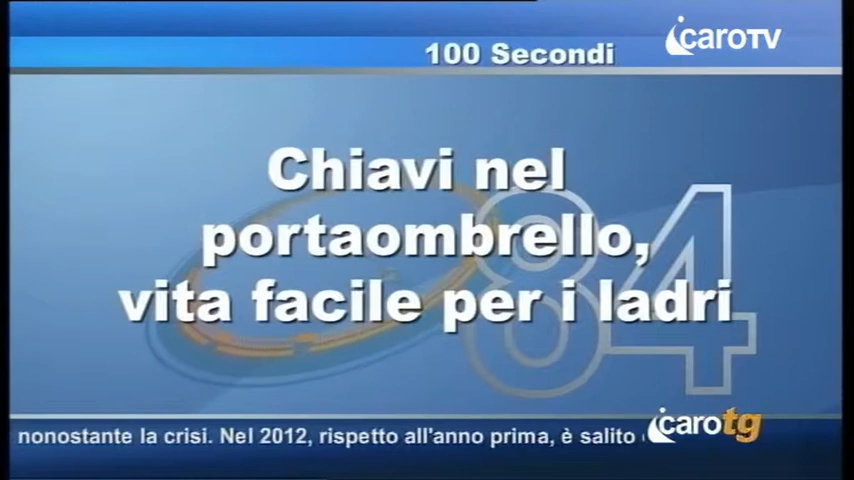 100 Secondi
icaroTV
Chiavi nel
portaombrello,
vita facile per i ladri
84
nonostante la crisi. Nel 2012, rispetto all'anno prima, è salito
icarotg